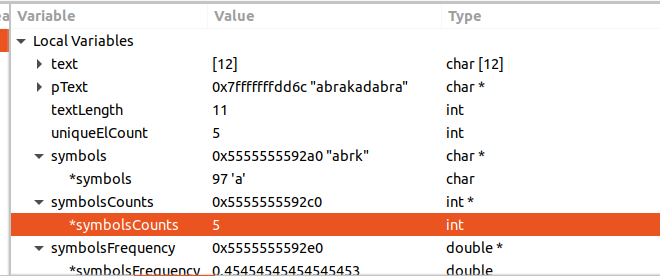 ea Variable Value Type
Local Variables
text [12] char [12]
pText 0x7fffffffdd6c "abrakadabra" char *
textLength 11 int
uniqueElCount 5 int
symbols 0x5555555592a0 "abrk" char *
*symbols 97 'a' char
symbolsCounts 0x5555555592c0 int *
*symbolsCounts 5 int
symbolsFrequency 0x5555555592e0 double *
*symbolsFrequency 0.45454545454545453 double